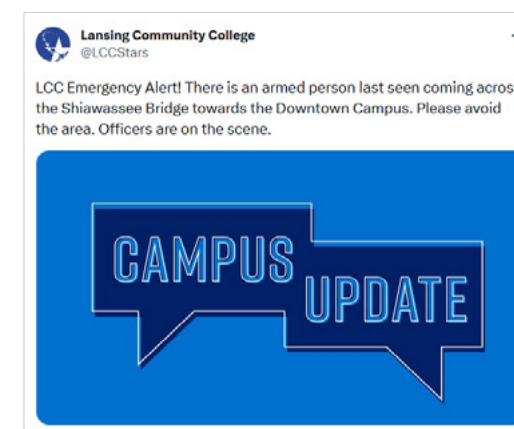 Lansing Community College
@LCCStars
LCC Emergency Alert! There is an armed person last seen coming acros
the Shiawassee Bridge towards the Downtown Campus. Please avoid
the area. Officers are on the scene.
CAMPUS
UPDATE